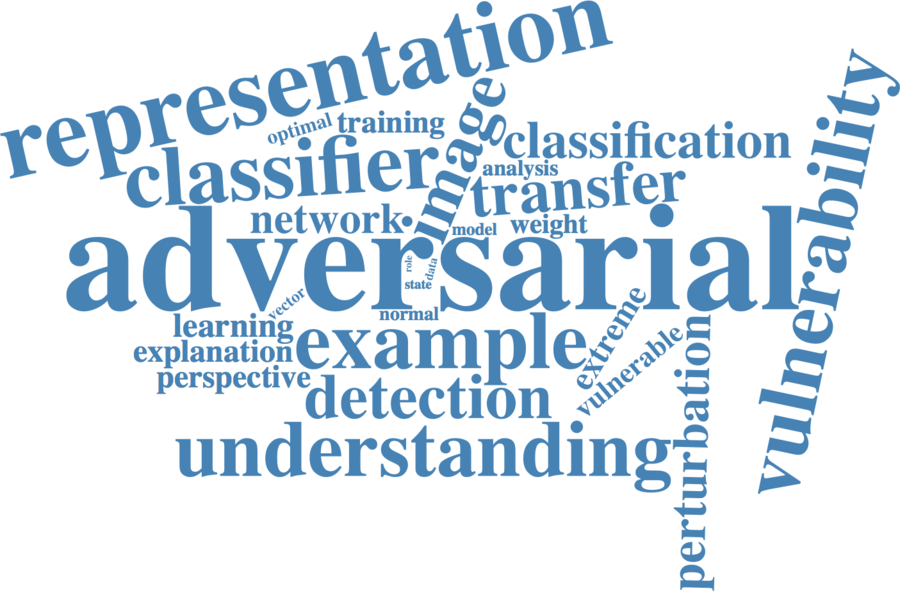 representation
optimal
training
image
classification
classifier
analysis
transfer
vulnerability
network
model
weight
adversarial
role
data
state
vector
normal
learning
example
extreme
explanation
vulnerable
perspective
detection
perturbation
understanding